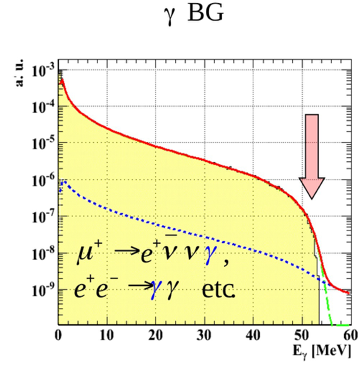 γ BG
a. u.
10⁻³
10⁻⁴
10⁻⁵
10⁻⁶
10⁻⁷
10⁻⁸
10⁻⁹
μ⁺ → e⁺ ν̄ ν γ ,
e⁺ e⁻ → γ γ etc.
0 10 20 30 40 50 60
E_γ [MeV]